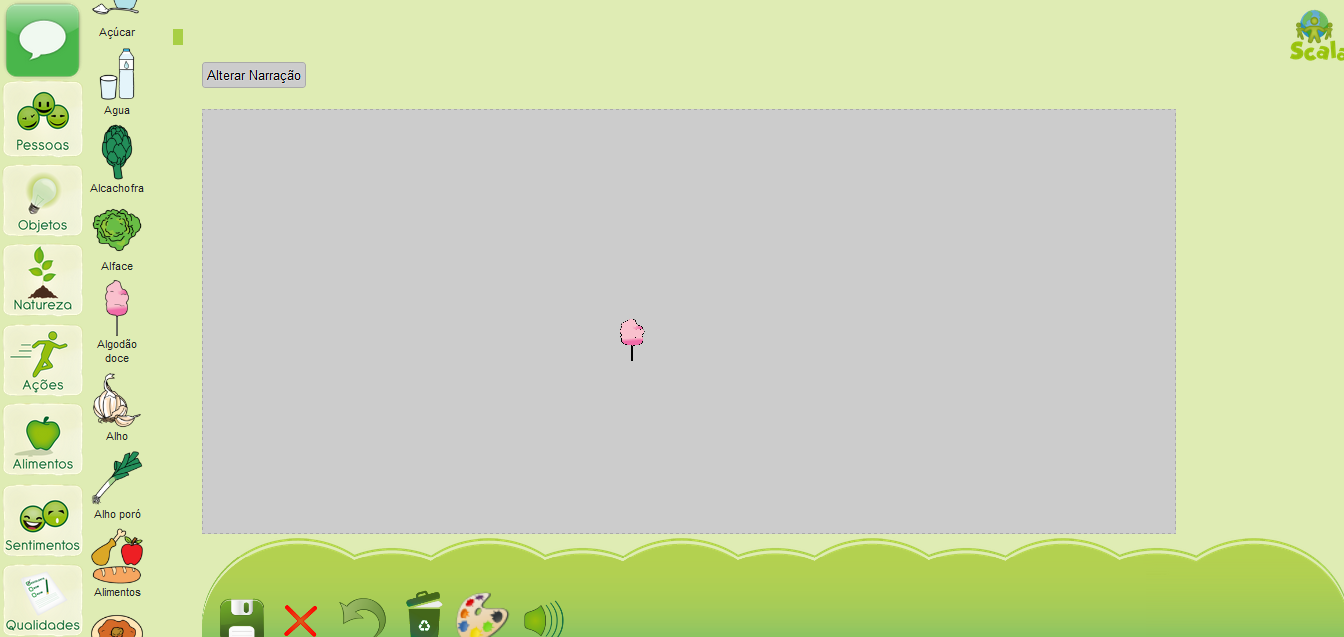 Pessoas
Objetos
Natureza
Ações
Alimentos
Sentimentos
Qualidades
Açúcar
Agua
Alcachofra
Alface
Algodão
doce
Alho
Alho poró
Alimentos
Alterar Narração
Scala